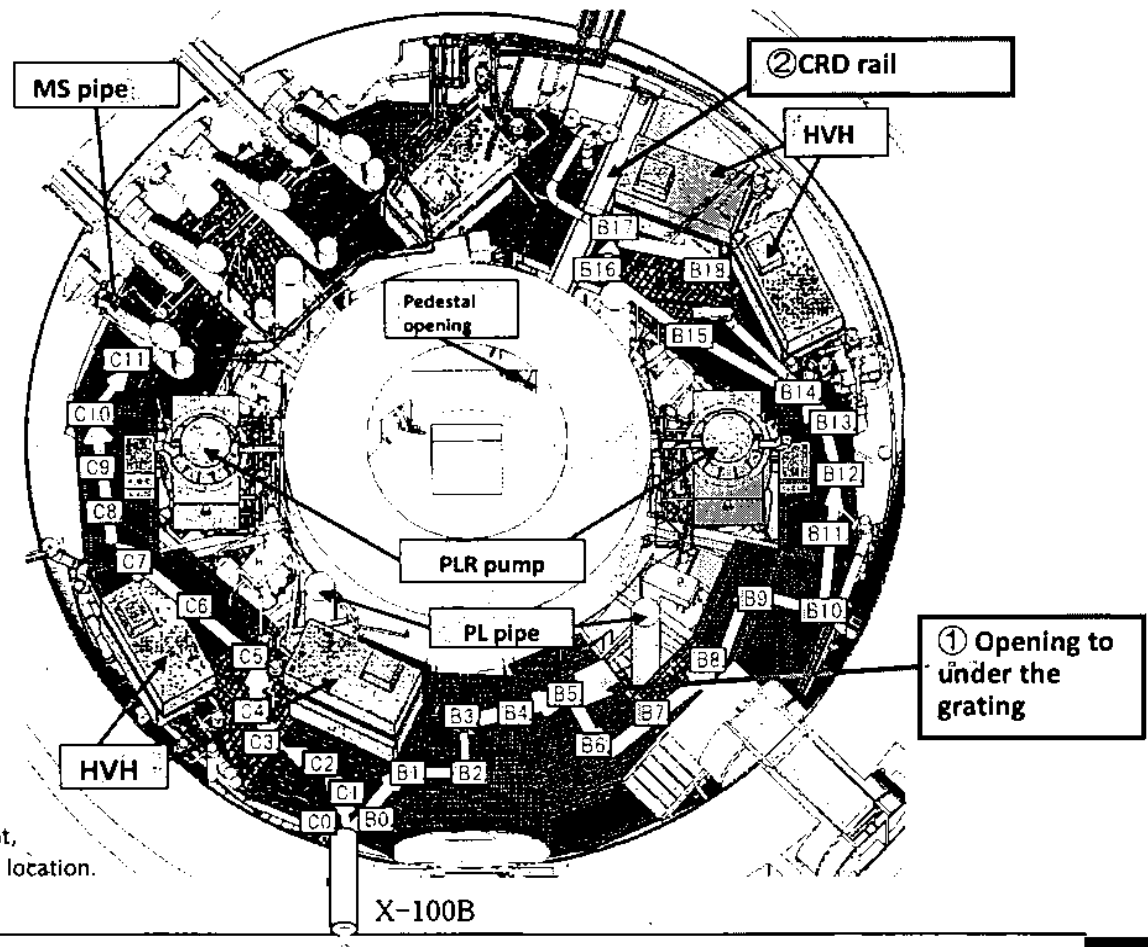 ②CRD rail
MS pipe
HVH
B17
B16
B18
Pedestal
opening
B15
C11
B14
C10
B13
C9
B12
C8
B11
PLR pump
C7
B9
B10
C6
PL pipe
① Opening to
under the
grating
C5
B8
B5
C4
B3
B4
B7
C3
B6
HVH
C2
B1
B2
C1
C0
B0
t,
location.
X-100B